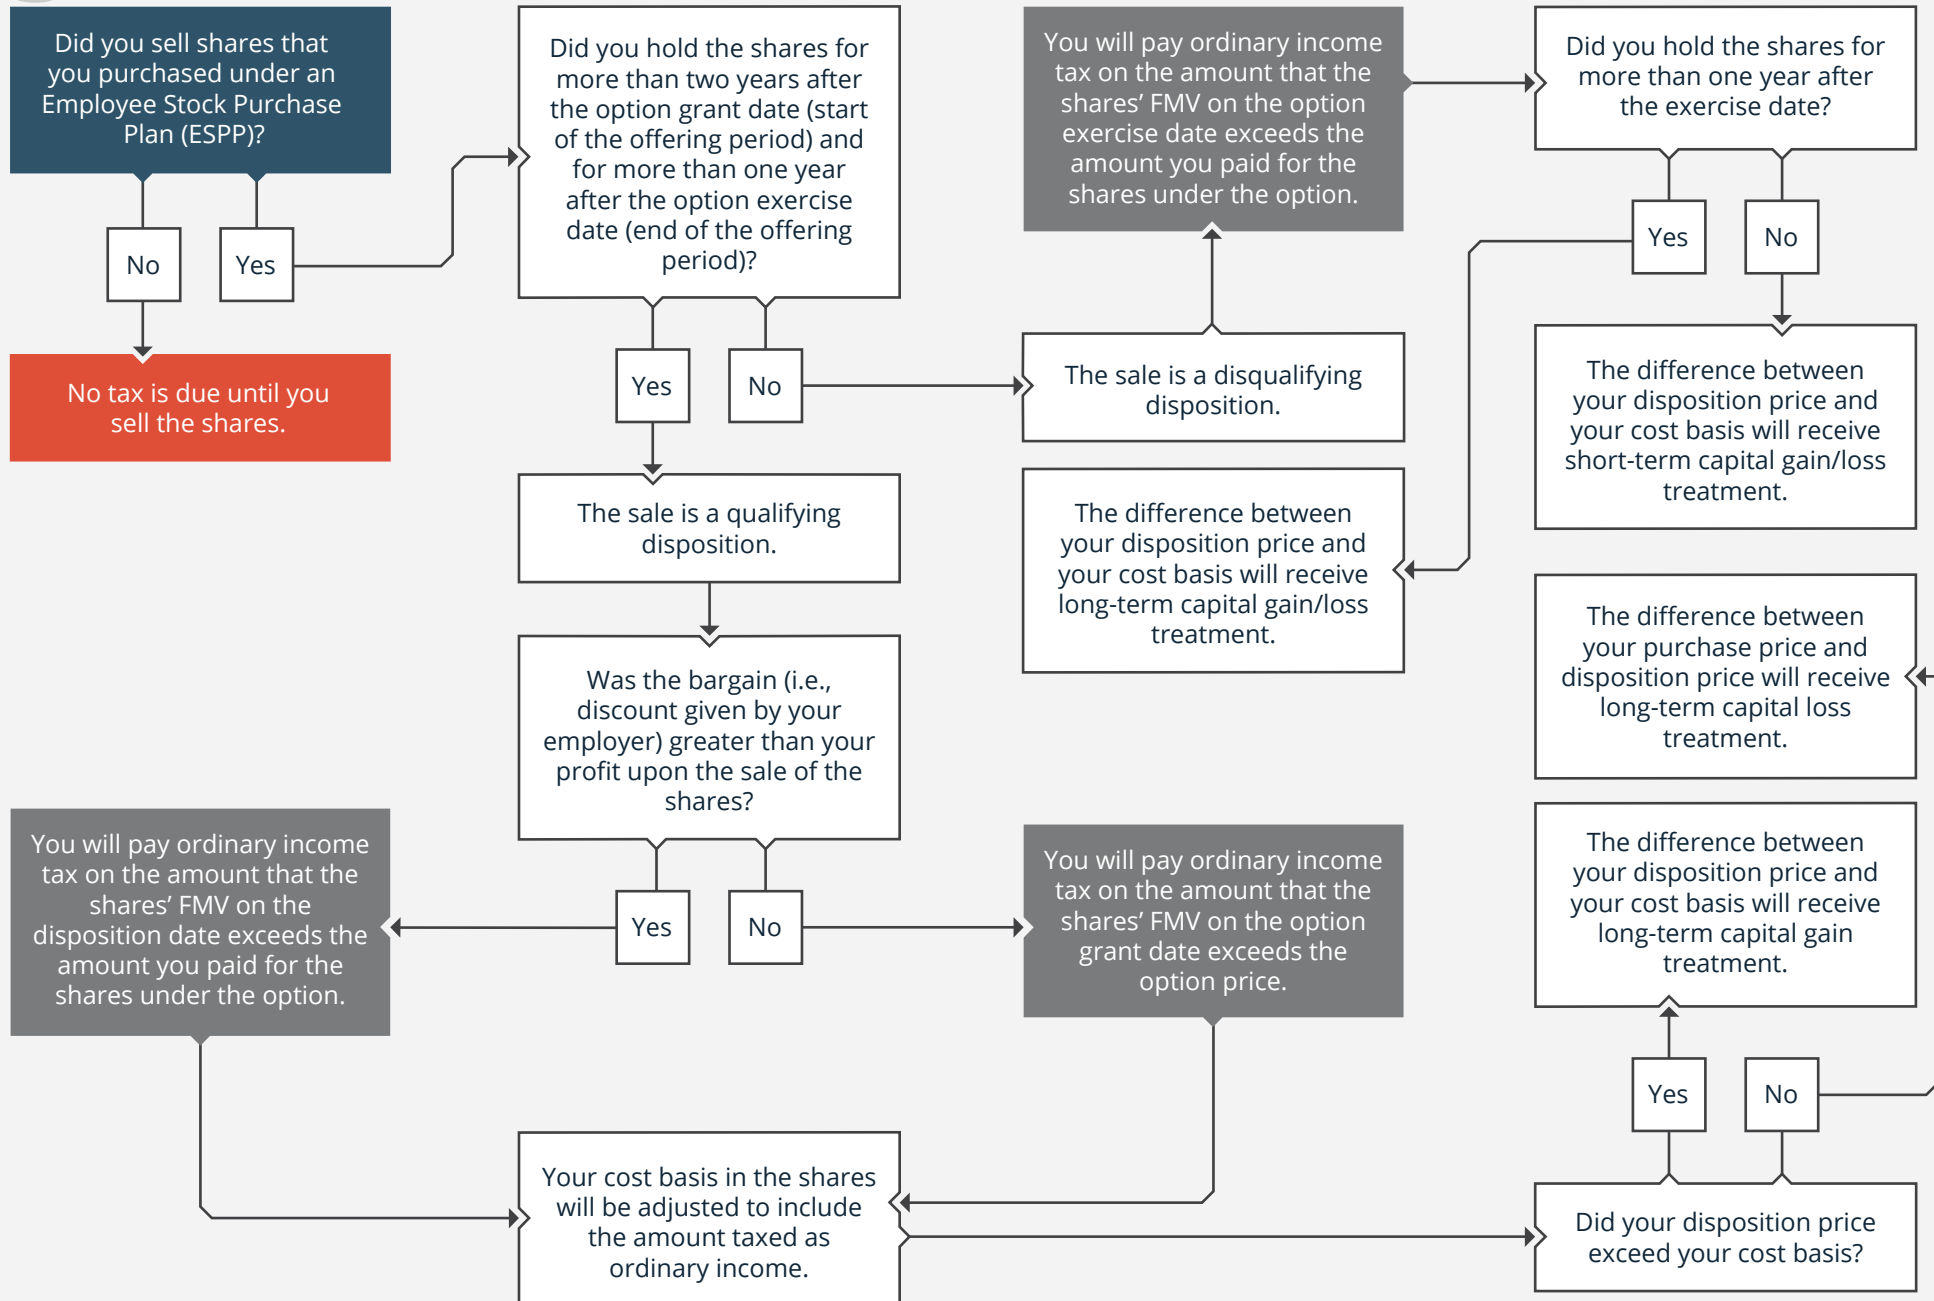 Did you sell shares that
you purchased under an
Employee Stock Purchase
Plan (ESPP)?
No
Yes
No tax is due until you
sell the shares.
Did you hold the shares for
more than two years after
the option grant date (start
of the offering period) and
for more than one year
after the option exercise
date (end of the offering
period)?
Yes
No
The sale is a qualifying
disposition.
Was the bargain (i.e.,
discount given by your
employer) greater than your
profit upon the sale of the
shares?
Yes
No
You will pay ordinary income
tax on the amount that the
shares’ FMV on the
disposition date exceeds the
amount you paid for the
shares under the option.
You will pay ordinary income
tax on the amount that the
shares’ FMV on the option
grant date exceeds the
option price.
Your cost basis in the shares
will be adjusted to include
the amount taxed as
ordinary income.
The sale is a disqualifying
disposition.
You will pay ordinary income
tax on the amount that the
shares’ FMV on the option
exercise date exceeds the
amount you paid for the
shares under the option.
Did you hold the shares for
more than one year after
the exercise date?
Yes
No
The difference between
your disposition price and
your cost basis will receive
short-term capital gain/loss
treatment.
The difference between
your disposition price and
your cost basis will receive
long-term capital gain/loss
treatment.
The difference between
your purchase price and
disposition price will receive
long-term capital loss
treatment.
The difference between
your disposition price and
your cost basis will receive
long-term capital gain
treatment.
Yes
No
Did your disposition price
exceed your cost basis?